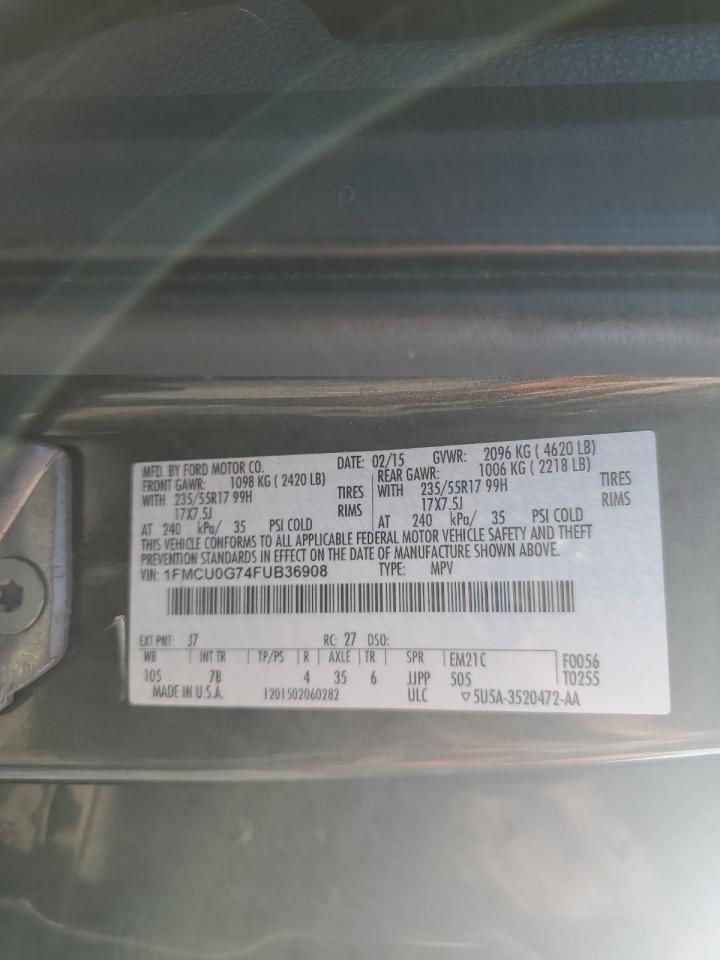 MFD. BY FORD MOTOR CO. DATE: 02/15 GVWR: 2096 KG ( 4620 LB)
FRONT GAWR: 1098 KG ( 2420 LB) REAR GAWR: 1006 KG ( 2218 LB)
WITH 235/55R17 99H TIRES WITH 235/55R17 99H TIRES
17X7.5J RIMS 17X7.5J RIMS
AT 240 kPa/ 35 PSI COLD AT 240 kPa/ 35 PSI COLD
THIS VEHICLE CONFORMS TO ALL APPLICABLE FEDERAL MOTOR VEHICLE SAFETY AND THEFT
PREVENTION STANDARDS IN EFFECT ON THE DATE OF MANUFACTURE SHOWN ABOVE.
VIN: 1FMCU0G74FUB36908 TYPE: MPV
EXT PNT: J7 RC: 27 DSO:
WB INT TR TP/PS R AXLE TR SPR EM21C F0056
105 7B 4 35 6 JJPP 505 T0255
MADE IN U.S.A. 1201502060282 ULC ▽5U5A-3520472-AA